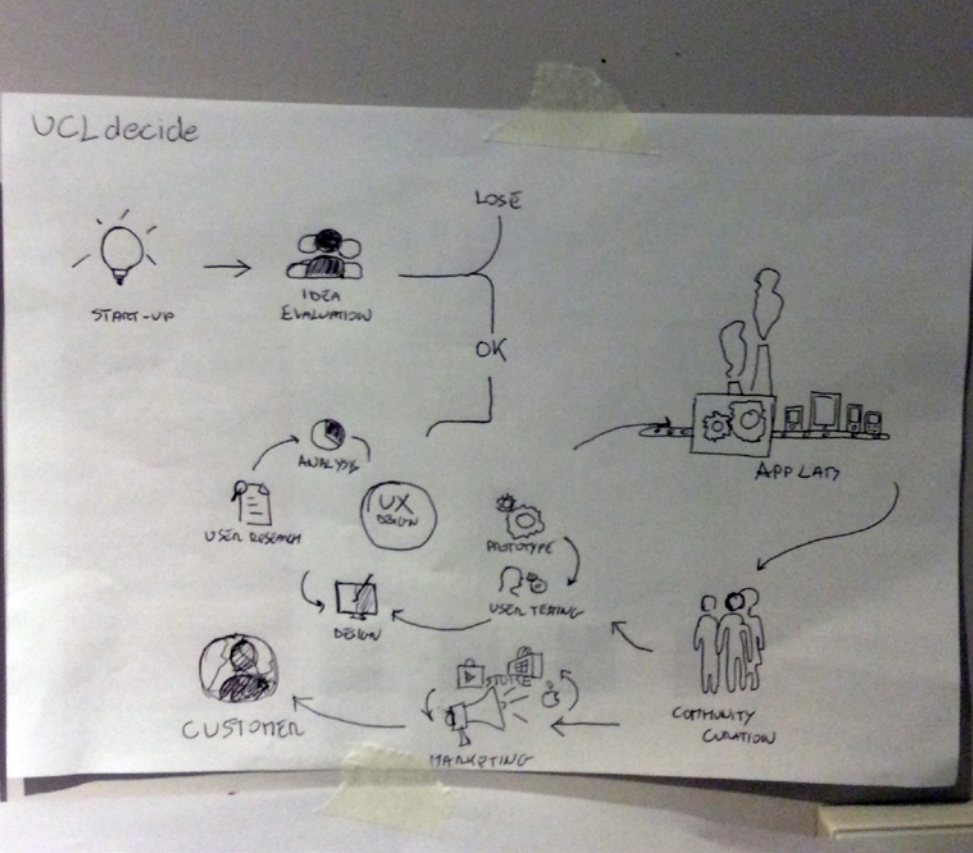 UCLdecide
LOSE
START-UP
IDEA
EVALUATION
OK
ANALYSIS
APP LAB
UX
DESIGN
USER RESEARCH
PROTOTYPE
USER TESTING
DESIGN
STORE
CUSTOMER
COMMUNITY
CURATION
MARKETING